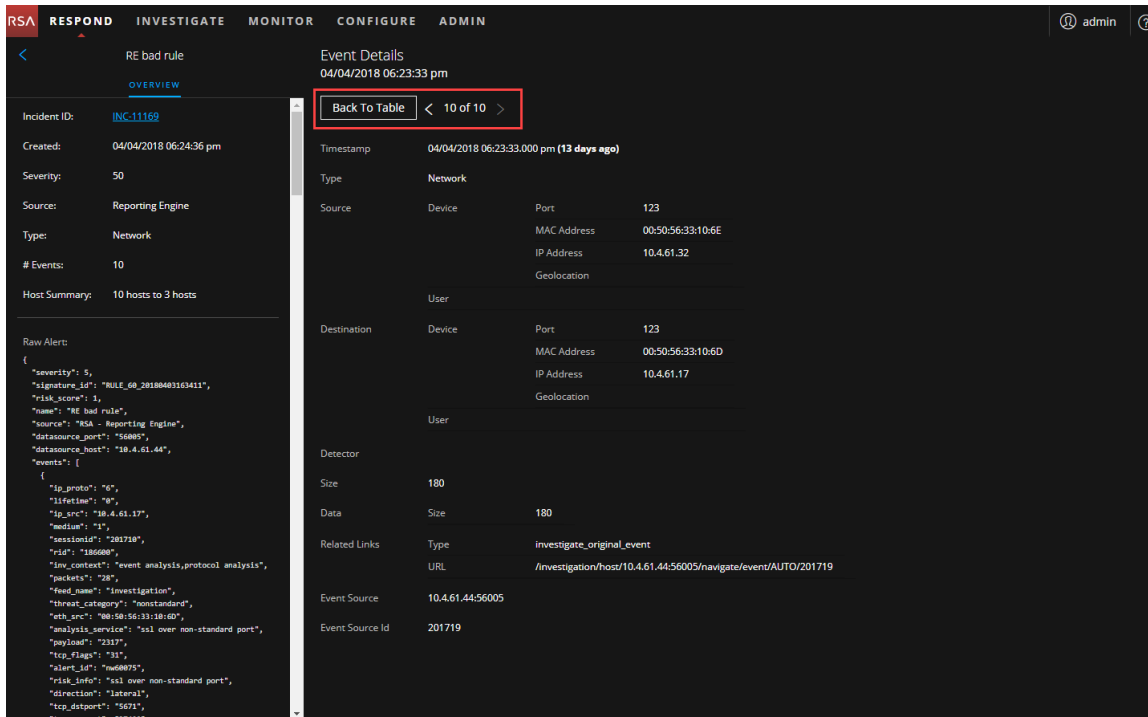 RSA RESPOND INVESTIGATE MONITOR CONFIGURE ADMIN admin
RE bad rule
OVERVIEW
Incident ID: INC-11169
Created: 04/04/2018 06:24:36 pm
Severity: 50
Source: Reporting Engine
Type: Network
# Events: 10
Host Summary: 10 hosts to 3 hosts
Raw Alert:
{
"severity": 5,
"signature_id": "RULE_60_20180403163411",
"risk_score": 1,
"name": "RE bad rule",
"source": "RSA - Reporting Engine",
"datasource_port": "56005",
"datasource_host": "10.4.61.44",
"events": [
{
"ip_proto": "6",
"lifetime": "0",
"ip_src": "10.4.61.17",
"medium": "1",
"sessionid": "201710",
"rid": "186600",
"inv_context": "event analysis,protocol analysis",
"packets": "28",
"feed_name": "investigation",
"threat_category": "nonstandard",
"eth_src": "00:50:56:33:10:6D",
"analysis_service": "ssl over non-standard port",
"payload": "2317",
"tcp_flags": "31",
"alert_id": "nw60075",
"risk_info": "ssl over non-standard port",
"direction": "lateral",
"tcp_dstport": "5671",
Event Details
04/04/2018 06:23:33 pm
Back To Table < 10 of 10 >
Timestamp 04/04/2018 06:23:33.000 pm (13 days ago)
Type Network
Source Device Port 123
MAC Address 00:50:56:33:10:6E
IP Address 10.4.61.32
Geolocation
User
Destination Device Port 123
MAC Address 00:50:56:33:10:6D
IP Address 10.4.61.17
Geolocation
User
Detector
Size 180
Data Size 180
Related Links Type investigate_original_event
URL /investigation/host/10.4.61.44:56005/navigate/event/AUTO/201719
Event Source 10.4.61.44:56005
Event Source Id 201719